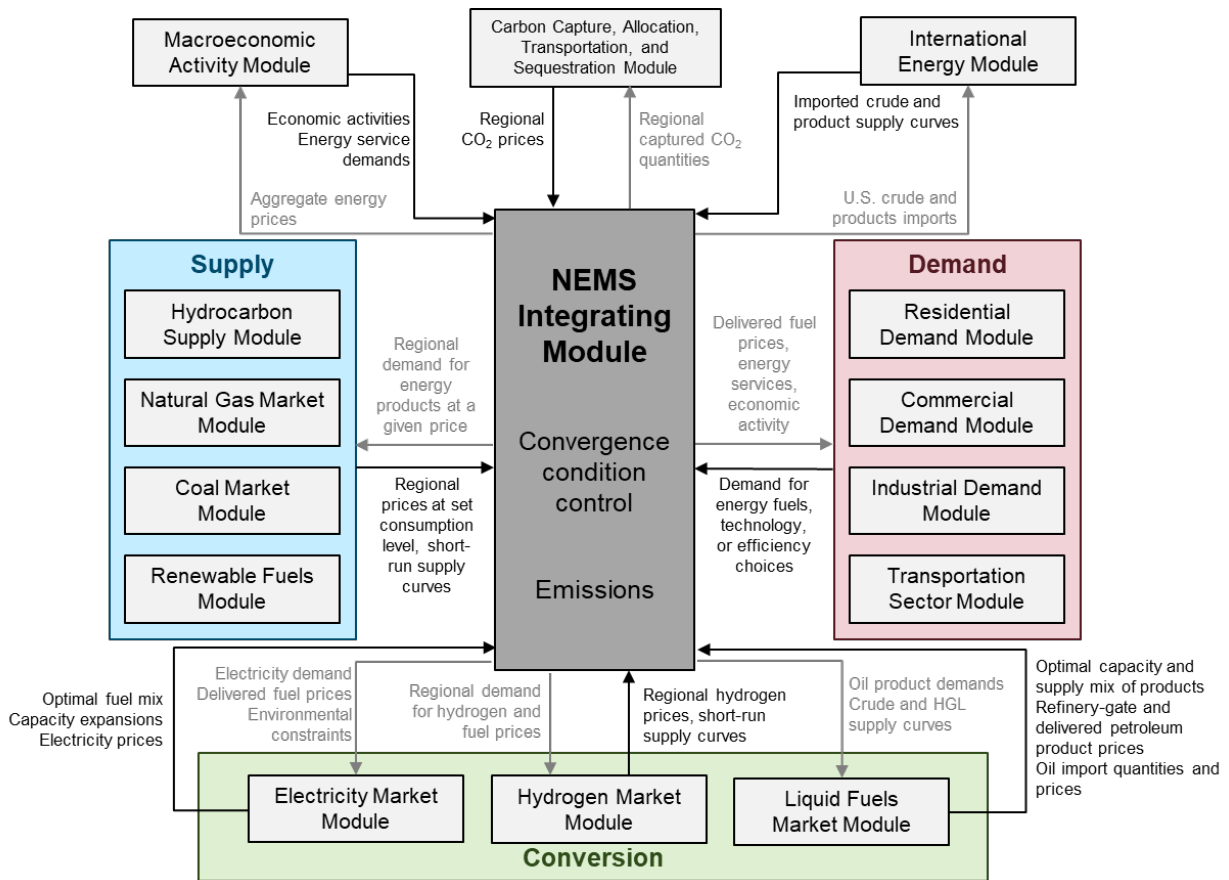 Macroeconomic
Activity Module
Carbon Capture, Allocation,
Transportation, and
Sequestration Module
International
Energy Module
Economic activities
Energy service
demands
Regional
CO₂ prices
Regional
captured CO₂
quantities
Imported crude and
product supply curves
Aggregate energy
prices
U.S. crude and
products imports
Supply
Hydrocarbon
Supply Module
Natural Gas Market
Module
Coal Market
Module
Renewable Fuels
Module
Regional
demand for
energy
products at a
given price
Regional
prices at set
consumption
level, short-
run supply
curves
NEMS
Integrating
Module
Convergence
condition
control
Emissions
Delivered fuel
prices,
energy
services,
economic
activity
Demand for
energy fuels,
technology,
or efficiency
choices
Demand
Residential
Demand Module
Commercial
Demand Module
Industrial Demand
Module
Transportation
Sector Module
Optimal fuel mix
Capacity expansions
Electricity prices
Electricity demand
Delivered fuel prices
Environmental
constraints
Regional demand
for hydrogen and
fuel prices
Regional hydrogen
prices, short-run
supply curves
Oil product demands
Crude and HGL
supply curves
Optimal capacity and
supply mix of products
Refinery-gate and
delivered petroleum
product prices
Oil import quantities and
prices
Electricity Market
Module
Hydrogen Market
Module
Liquid Fuels
Market Module
Conversion